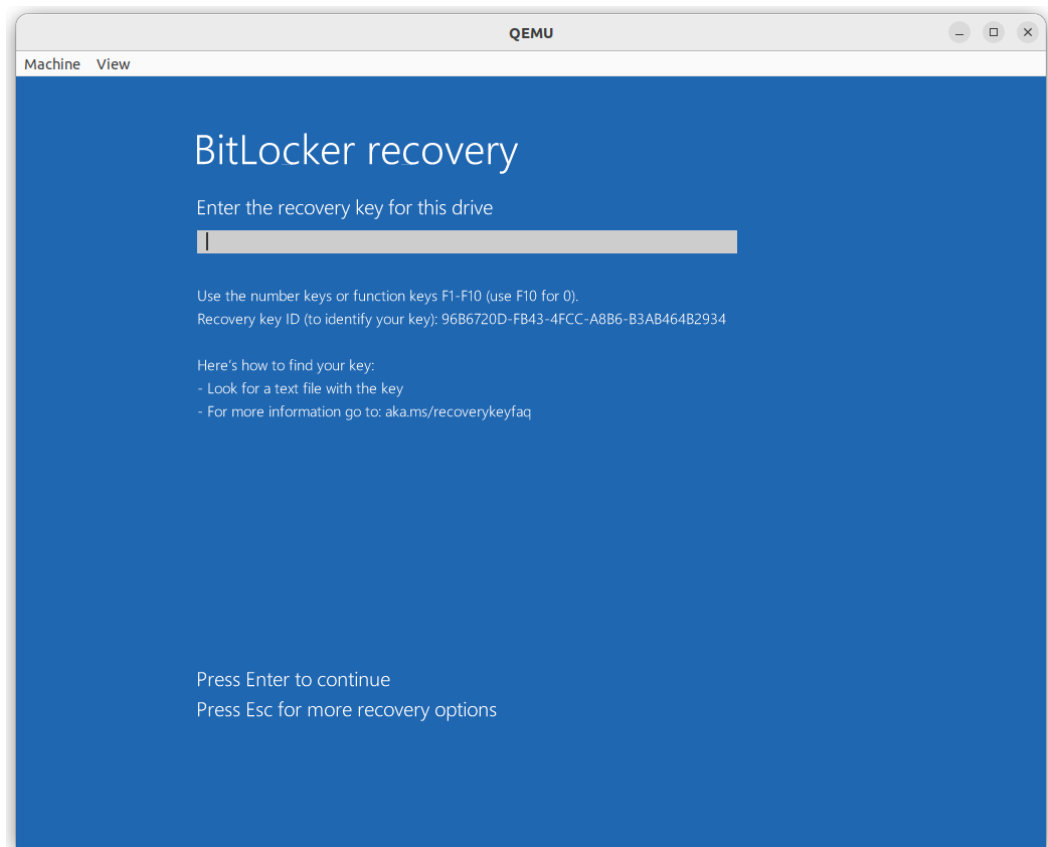 QEMU
Machine View
BitLocker recovery
Enter the recovery key for this drive
Use the number keys or function keys F1-F10 (use F10 for 0).
Recovery key ID (to identify your key): 96B6720D-FB43-4FCC-A8B6-B3AB464B2934
Here's how to find your key:
- Look for a text file with the key
- For more information go to: aka.ms/recoverykeyfaq
Press Enter to continue
Press Esc for more recovery options